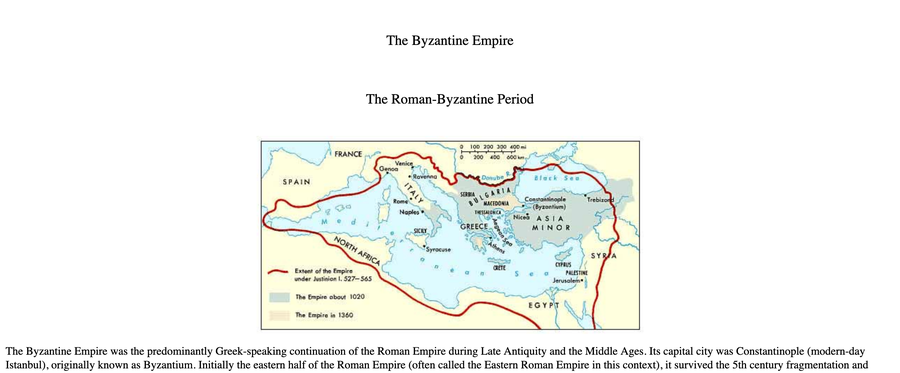 The Byzantine Empire
The Roman-Byzantine Period
0 100 200 300 400 mi
0 200 400 600 km
FRANCE
Venice
Genoa
Ravenna
Danube R.
Black Sea
SPAIN
ITALY
SERBIA
BULGARIA
Rome
MACEDONIA
Constantinople
(Byzantium)
Trebizond
Naples
THESSALONICA
Nicea
ASIA
MINOR
GREECE
Aegean Sea
Mediterranean Sea
SICILY
Athens
NORTH AFRICA
Syracuse
SYRIA
CRETE
CYPRUS
PALESTINE
Jerusalem
EGYPT
Extent of the Empire
under Justinion I. 527–565
The Empire about 1020
The Empire in 1360
The Byzantine Empire was the predominantly Greek-speaking continuation of the Roman Empire during Late Antiquity and the Middle Ages. Its capital city was Constantinople (modern-day
Istanbul), originally known as Byzantium. Initially the eastern half of the Roman Empire (often called the Eastern Roman Empire in this context), it survived the 5th century fragmentation and